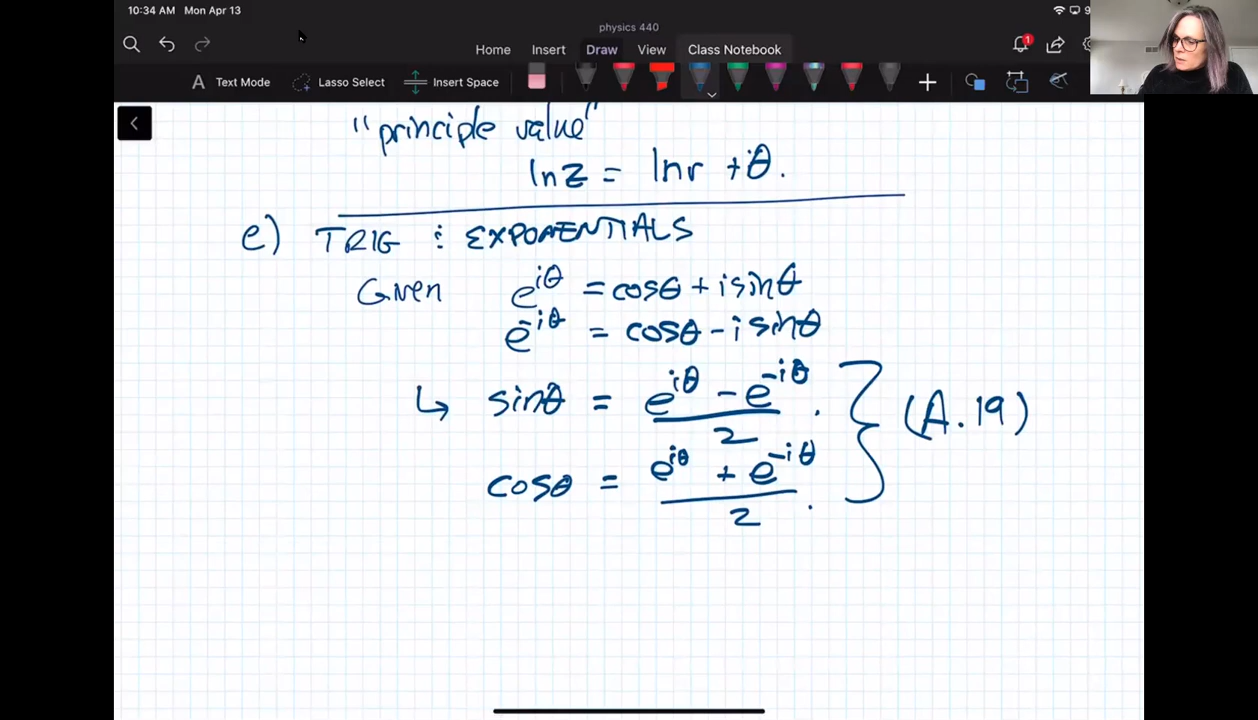 10:34 AM Mon Apr 13
physics 440
Home Insert Draw View Class Notebook
1
A Text Mode Lasso Select Insert Space
"principle value"
ln z = ln r + iθ.
e) TRIG & EXPONENTIALS
Given e^{iθ} = cosθ + i sinθ
e^{-iθ} = cosθ - i sinθ
↳ sinθ = (e^{iθ} - e^{-iθ})/2 .
cosθ = (e^{iθ} + e^{-iθ})/2 .
} (A.19)